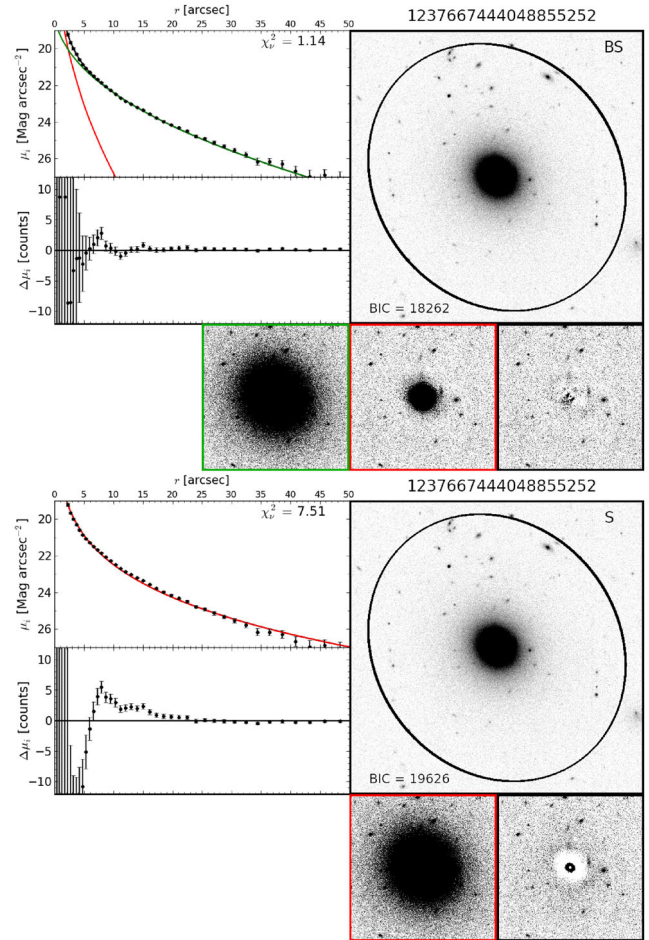 r [arcsec]
0 5 10 15 20 25 30 35 40 45 50
1237667444048855252
χ²ν = 1.14
BS
μi [Mag arcsec⁻²]
20
22
24
26
Δμi [counts]
10
5
0
−5
−10
BIC = 18262
r [arcsec]
0 5 10 15 20 25 30 35 40 45 50
1237667444048855252
χ²ν = 7.51
S
μi [Mag arcsec⁻²]
20
22
24
26
Δμi [counts]
10
5
0
−5
−10
BIC = 19626